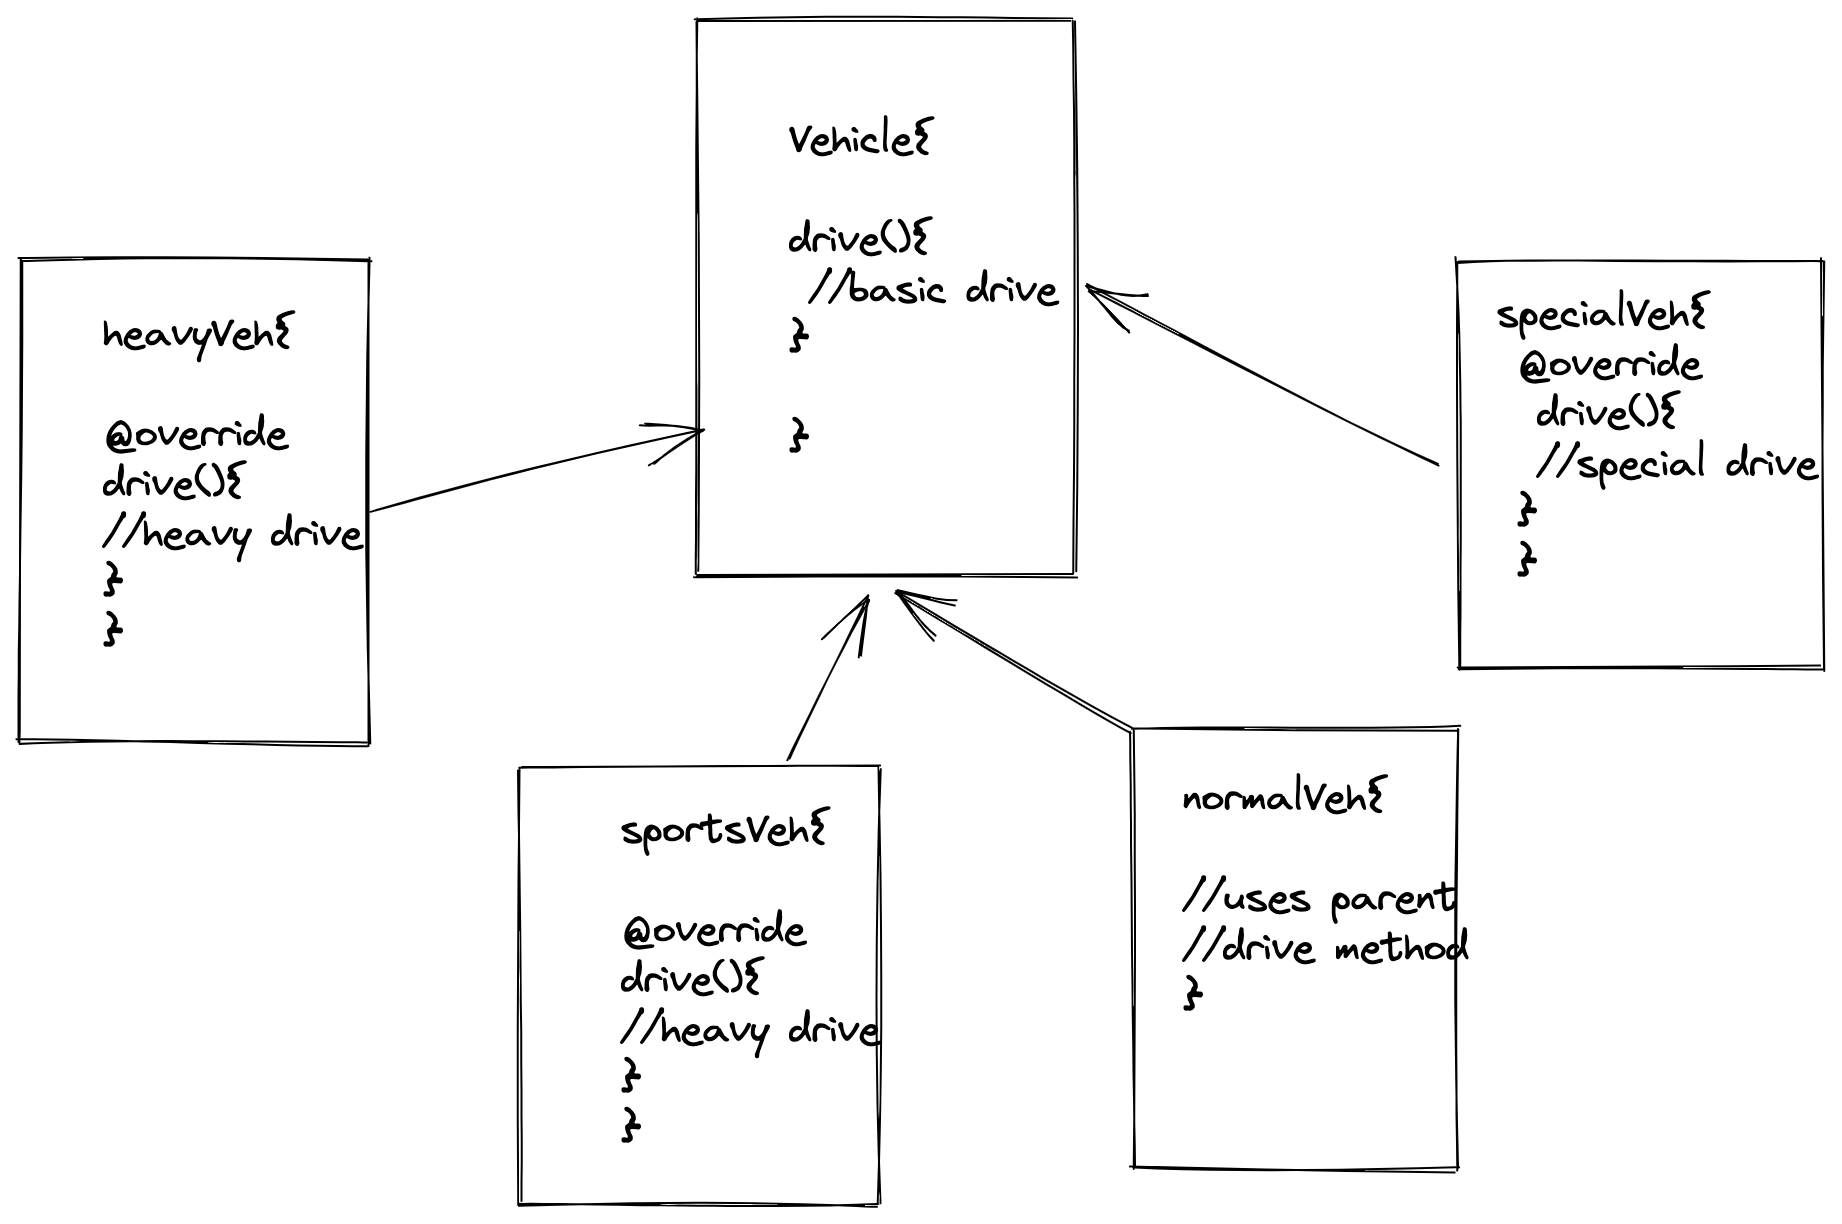 Vehicle{
drive(){
//basic drive
}
}
heavyVeh{
@override
drive(){
//heavy drive
}
}
specialVeh{
@override
drive(){
//special drive
}
}
sportsVeh{
@override
drive(){
//heavy drive
}
}
normalVeh{
//uses parent
//drive method
}